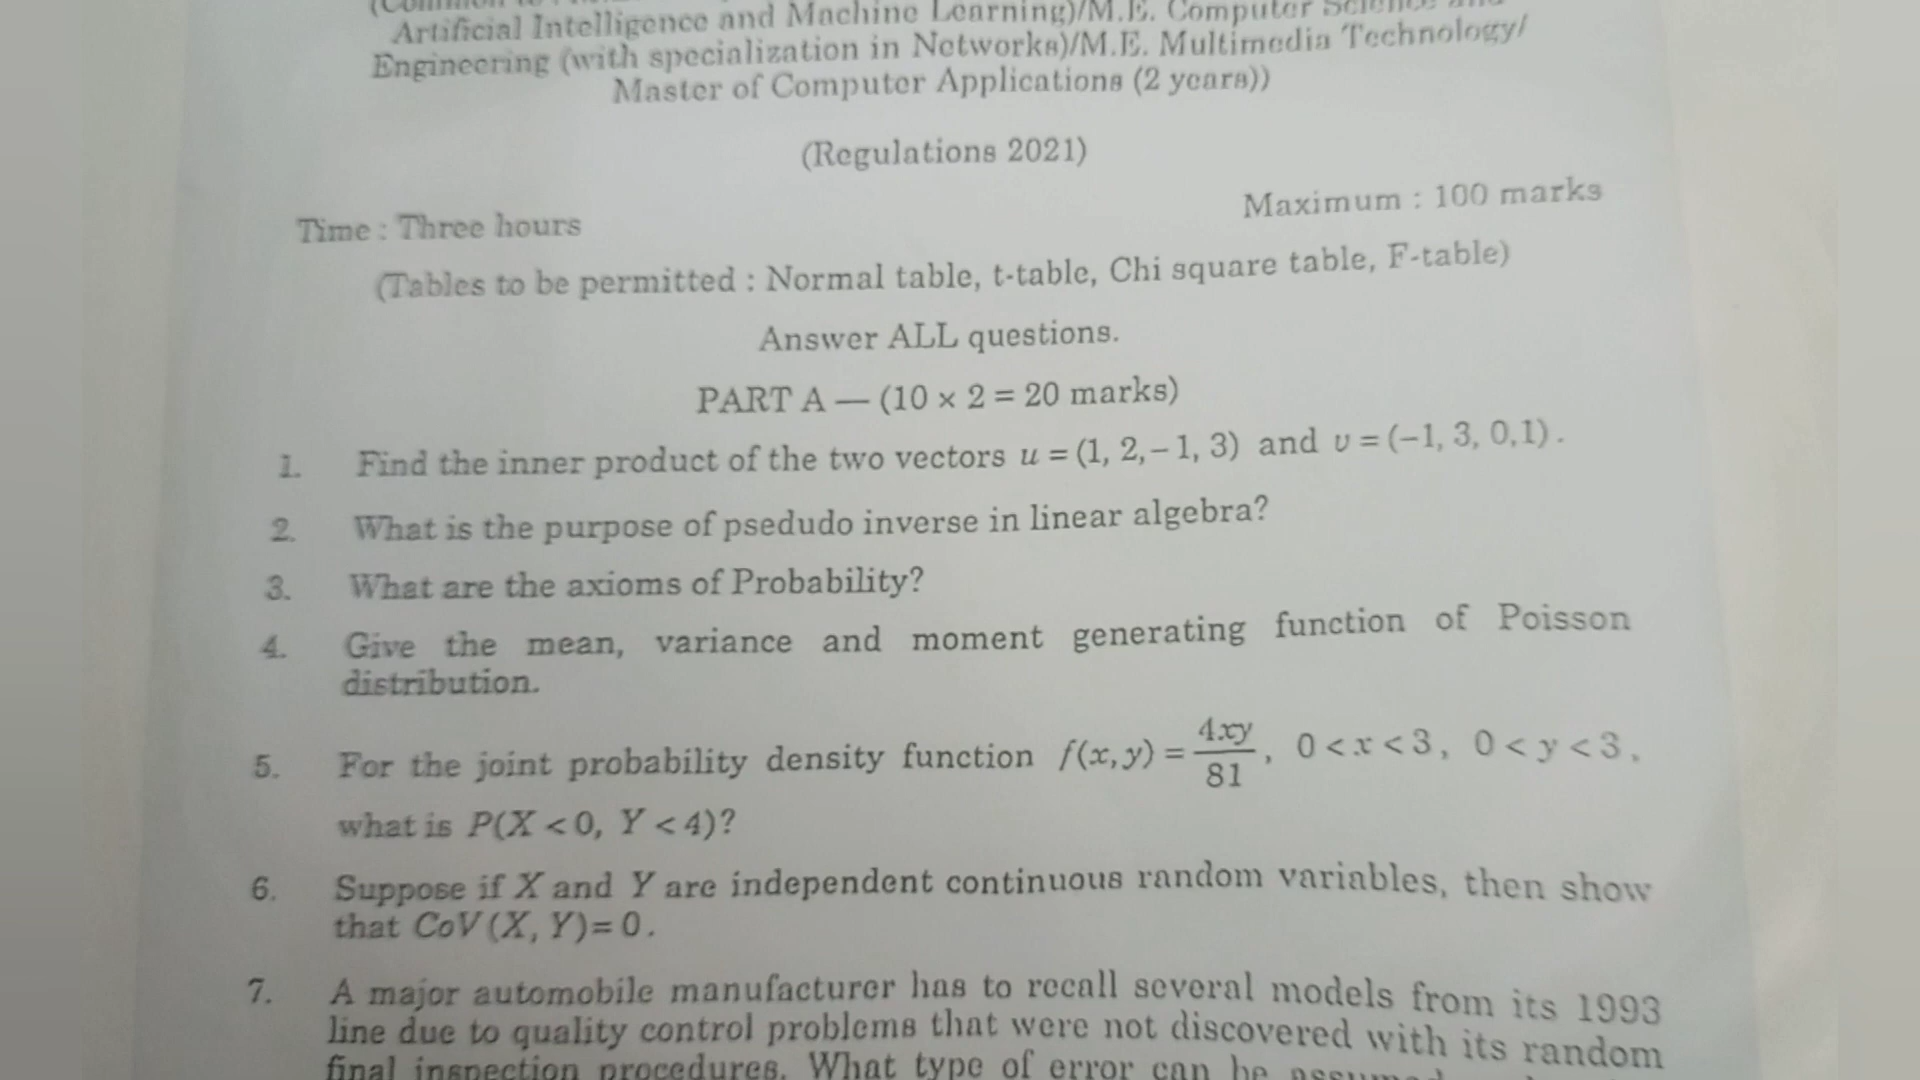 Artificial Intelligence and Machine Learning)/M.E. Computer Science and
Engineering (with specialization in Networks)/M.E. Multimedia Technology/
Master of Computer Applications (2 years))
(Regulations 2021)
Time : Three hours
Maximum : 100 marks
(Tables to be permitted : Normal table, t-table, Chi square table, F-table)
Answer ALL questions.
PART A — (10 × 2 = 20 marks)
1. Find the inner product of the two vectors u = (1, 2, – 1, 3) and v = (–1, 3, 0,1) .
2. What is the purpose of psedudo inverse in linear algebra?
3. What are the axioms of Probability?
4. Give the mean, variance and moment generating function of Poisson
distribution.
5. For the joint probability density function f(x,y) = 4xy/81 , 0 < x < 3 , 0 < y < 3 ,
what is P(X < 0, Y < 4)?
6. Suppose if X and Y are independent continuous random variables, then show
that CoV (X, Y)= 0 .
7. A major automobile manufacturer has to recall several models from its 1993
line due to quality control problems that were not discovered with its random
final inspection procedures. What type of error can be